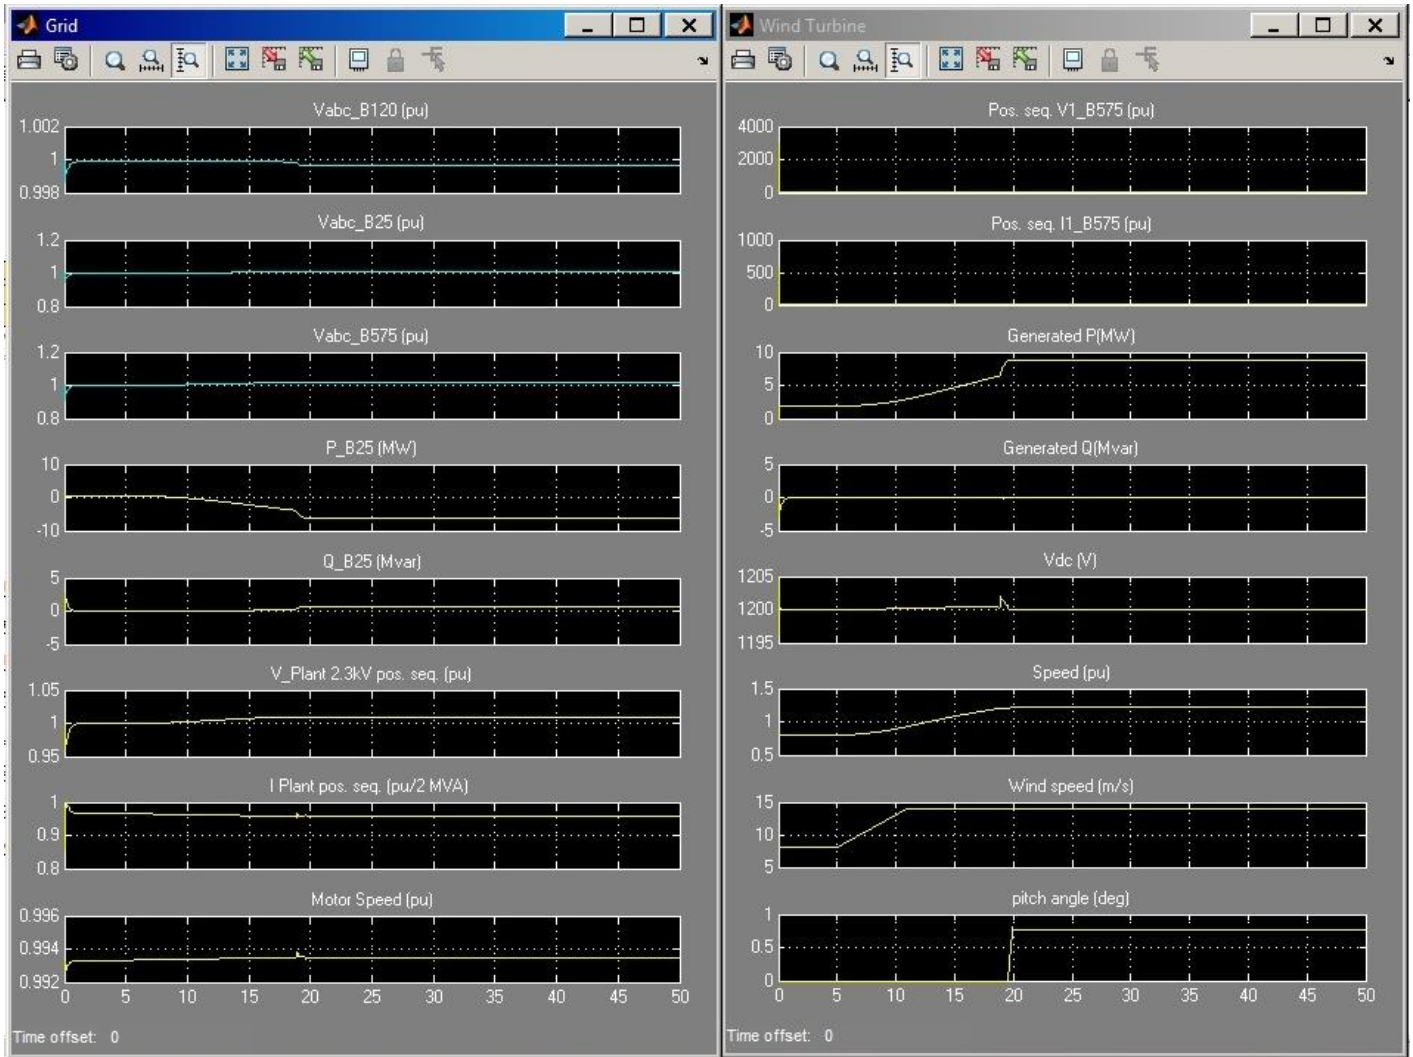 Grid
Vabc_B120 (pu)
1.002
1
0.998
Vabc_B25 (pu)
1.2
1
0.8
Vabc_B575 (pu)
1.2
1
0.8
P_B25 (MW)
10
0
-10
Q_B25 (Mvar)
5
0
-5
V_Plant 2.3kV pos. seq. (pu)
1.05
1
0.95
I Plant pos. seq. (pu/2 MVA)
1
0.9
0.8
Motor Speed (pu)
0.996
0.994
0.992
0 5 10 15 20 25 30 35 40 45 50
Time offset: 0
Wind Turbine
Pos. seq. V1_B575 (pu)
4000
2000
0
Pos. seq. I1_B575 (pu)
1000
500
0
Generated P(MW)
10
5
0
Generated Q(Mvar)
5
0
-5
Vdc (V)
1205
1200
1195
Speed (pu)
1.5
1
0.5
Wind speed (m/s)
15
10
5
pitch angle (deg)
1
0.5
0
0 5 10 15 20 25 30 35 40 45 50
Time offset: 0